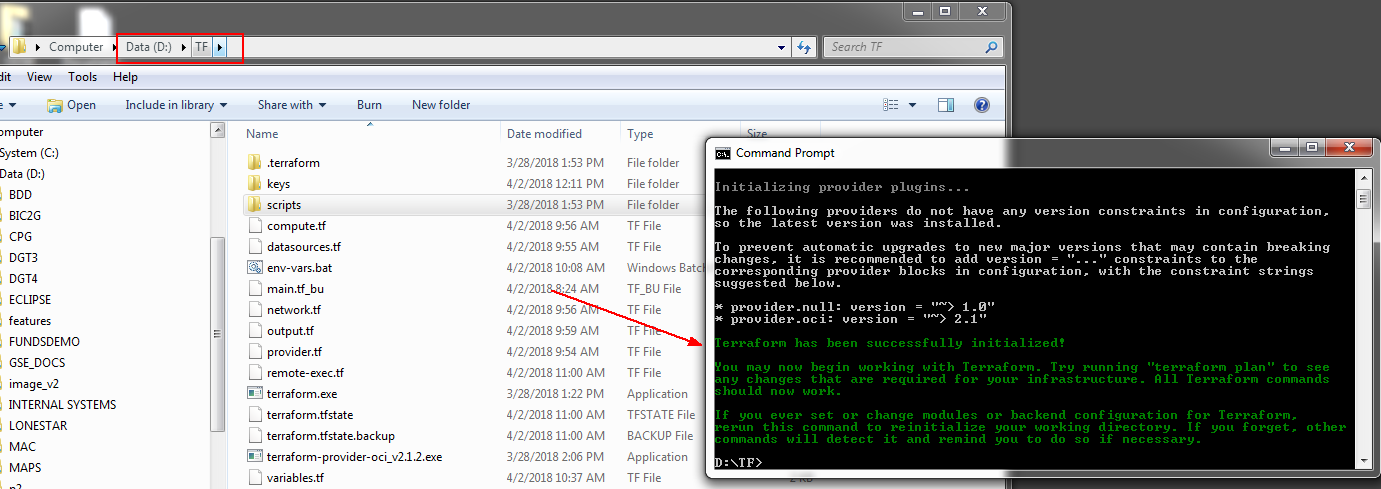 Computer Data (D:) TF
Search TF
dit View Tools Help
Open Include in library Share with Burn New folder
Name Date modified Type Size
omputer
System (C:)
Data (D:)
BDD
BIC2G
CPG
DGT3
DGT4
ECLIPSE
features
FUNDSDEMO
GSE_DOCS
image_v2
INTERNAL SYSTEMS
LONESTAR
MAC
MAPS
n2
.terraform 3/28/2018 1:53 PM File folder
keys 4/2/2018 12:11 PM File folder
scripts 3/28/2018 1:53 PM File folder
compute.tf 4/2/2018 9:56 AM TF File
datasources.tf 4/2/2018 9:55 AM TF File
env-vars.bat 4/2/2018 10:08 AM Windows Batch
main.tf_bu 4/2/2018 8:24 AM TF_BU File
network.tf 4/2/2018 9:56 AM TF File
output.tf 4/2/2018 9:59 AM TF File
provider.tf 4/2/2018 9:54 AM TF File
remote-exec.tf 4/2/2018 11:00 AM TF File
terraform.exe 3/28/2018 1:22 PM Application
terraform.tfstate 4/2/2018 11:00 AM TFSTATE File
terraform.tfstate.backup 4/2/2018 11:00 AM BACKUP File
terraform-provider-oci_v2.1.2.exe 3/28/2018 2:06 PM Application
variables.tf 4/2/2018 10:37 AM TF File 2 KB
Command Prompt
Initializing provider plugins...
The following providers do not have any version constraints in configuration,
so the latest version was installed.
To prevent automatic upgrades to new major versions that may contain breaking
changes, it is recommended to add version = "..." constraints to the
corresponding provider blocks in configuration, with the constraint strings
suggested below.
* provider.null: version = "~> 1.0"
* provider.oci: version = "~> 2.1"
Terraform has been successfully initialized!
You may now begin working with Terraform. Try running "terraform plan" to see
any changes that are required for your infrastructure. All Terraform commands
should now work.
If you ever set or change modules or backend configuration for Terraform,
rerun this command to reinitialize your working directory. If you forget, other
commands will detect it and remind you to do so if necessary.
D:\TF>